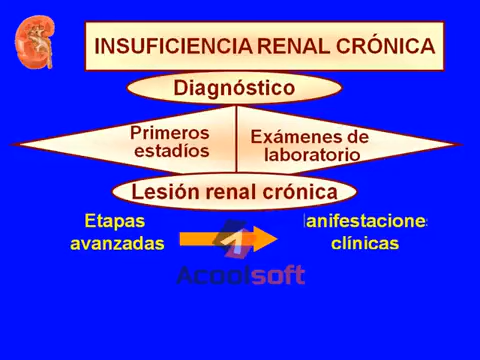 INSUFICIENCIA RENAL CRÓNICA
Diagnóstico
Primeros
estadíos
Exámenes de
laboratorio
Lesión renal crónica
Etapas
avanzadas
clínicas
Acoolsoft